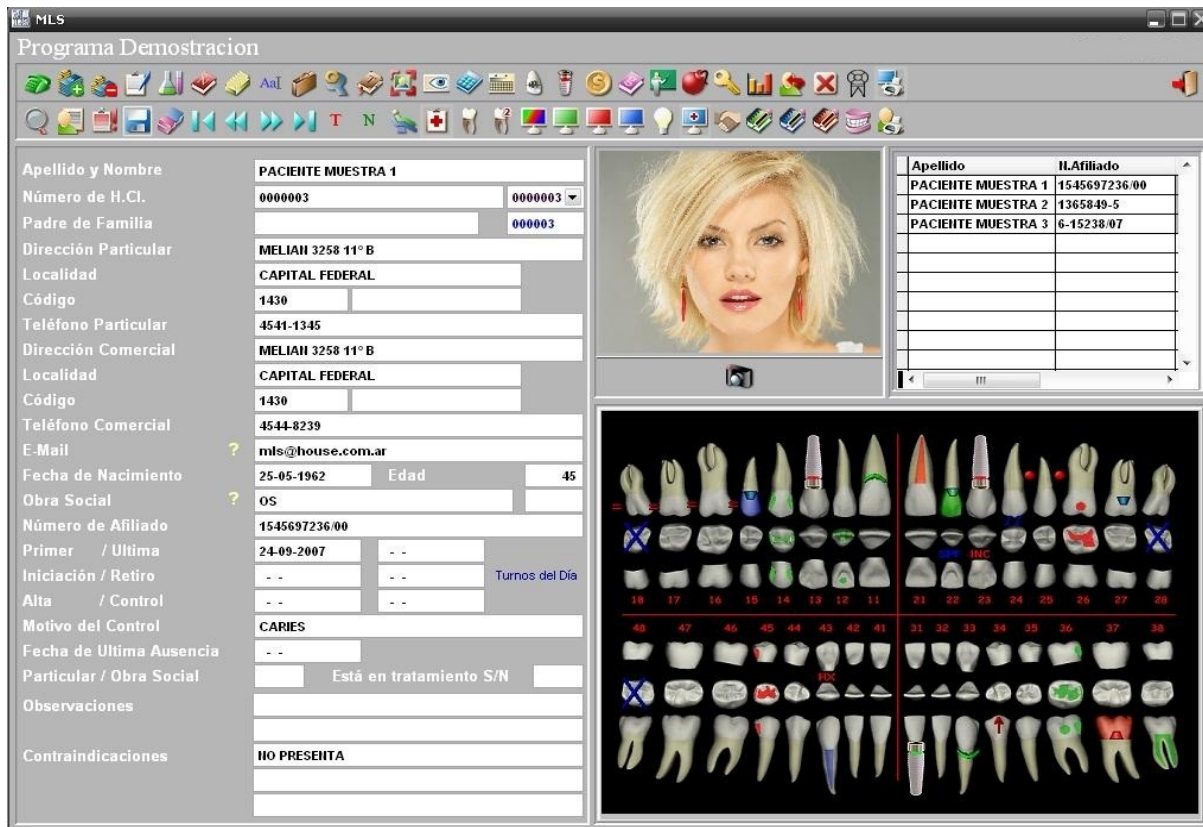 MLS
Programa Demostracion
AaI
T N 2
Apellido y Nombre PACIENTE MUESTRA 1
Número de H.Cl. 0000003 0000003
Padre de Familia 000003
Dirección Particular MELIAN 3258 11° B
Localidad CAPITAL FEDERAL
Código 1430
Teléfono Particular 4541-1345
Dirección Comercial MELIAN 3258 11° B
Localidad CAPITAL FEDERAL
Código 1430
Teléfono Comercial 4544-8239
E-Mail ? mls@house.com.ar
Fecha de Nacimiento 25-05-1962 Edad 45
Obra Social ? OS
Número de Afiliado 1545697236/00
Primer / Ultima 24-09-2007 - -
Iniciación / Retiro - - - - Turnos del Día
Alta / Control - - - -
Motivo del Control CARIES
Fecha de Ultima Ausencia - -
Particular / Obra Social Está en tratamiento S/N
Observaciones
Contraindicaciones NO PRESENTA
Apellido N.Afiliado
PACIENTE MUESTRA 1 1545697236/00
PACIENTE MUESTRA 2 1365849-5
PACIENTE MUESTRA 3 6-15238/07
SPF INC
18 17 16 15 14 13 12 11 21 22 23 24 25 26 27 28
48 47 46 45 44 43 42 41 31 32 33 34 35 36 37 38
RX